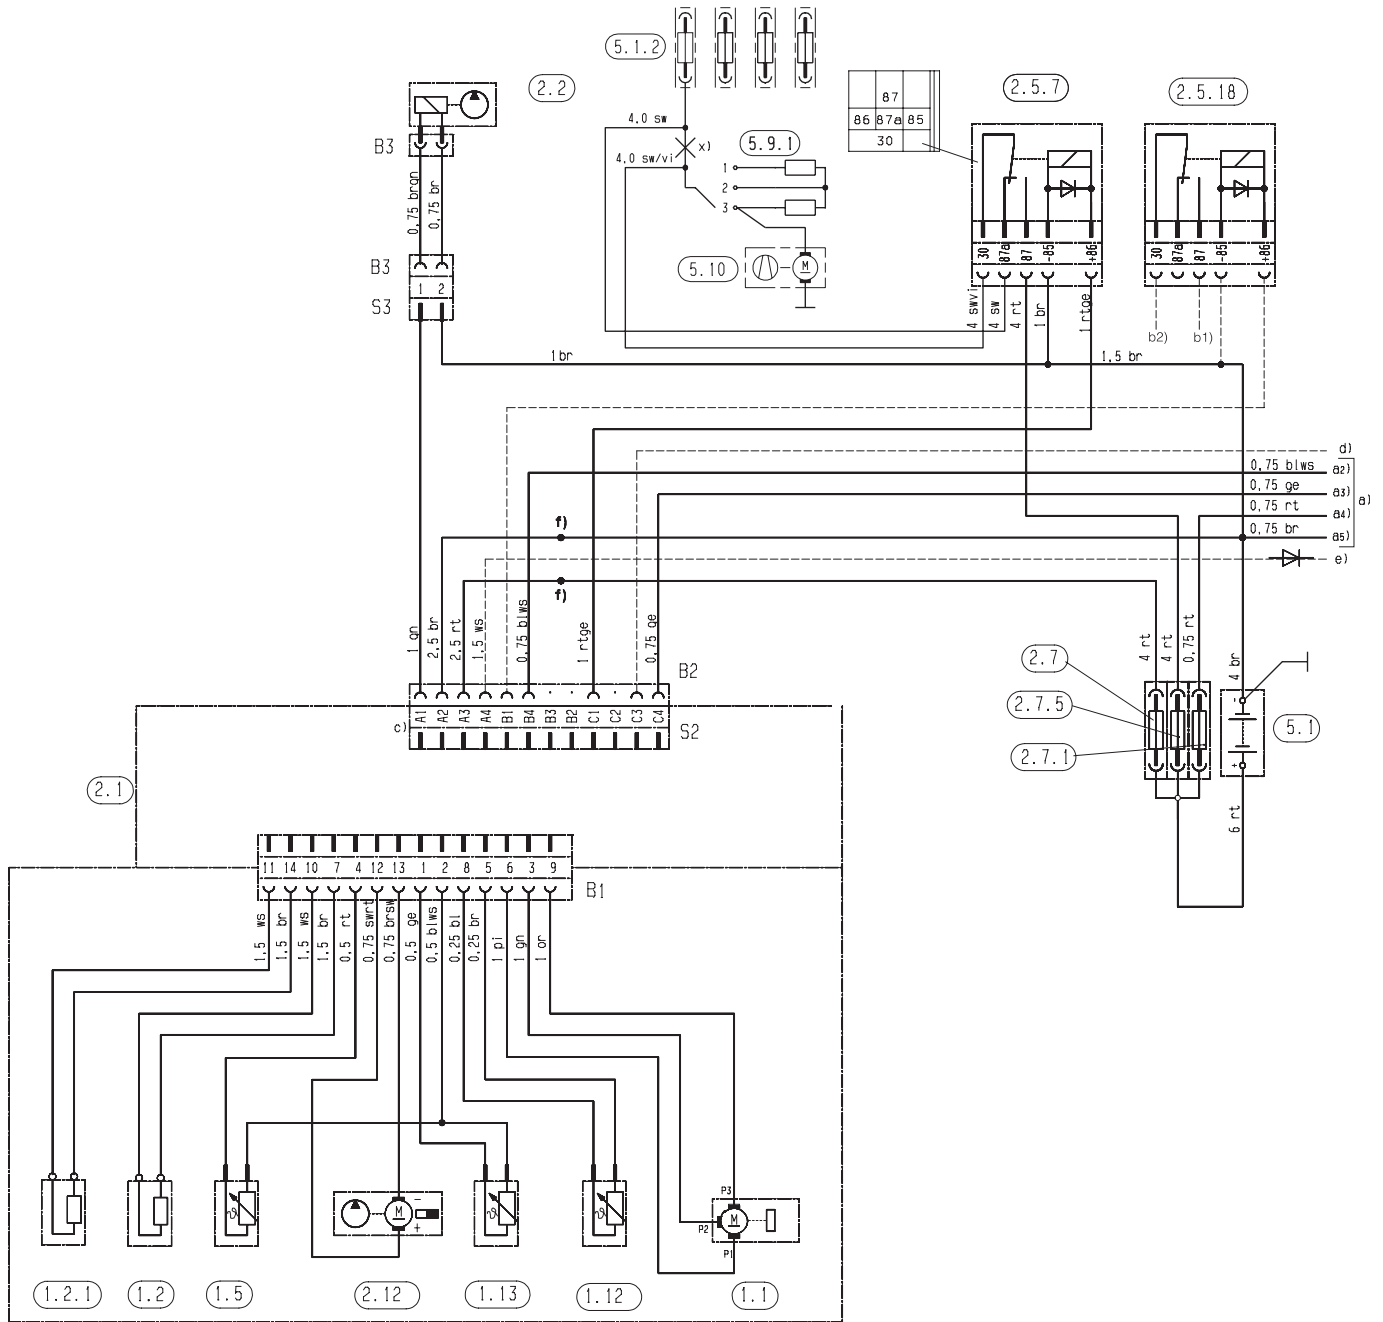 5.1.2
2.2
2.5.7
2.5.18
87
86 87a 85
30
B3
4,0 sw
x)
4,0 sw/vi
5.9.1
1
2
3
0,75 brgn
0,75 br
B3
1 2
S3
5.10
M
30 87a 87 -85 +86
30 87a 87 -85 +86
4 swvi
4 sw
4 rt
1 br
1 rtge
b2)
b1)
1br
1,5 br
d)
0,75 blws
a2)
0,75 ge
a3)
a)
0,75 rt
a4)
0,75 br
a5)
e)
f)
f)
1 gn
2,5 br
2,5 rt
1,5 ws
0,75 blws
1 rtge
0,75 ge
4 rt
4 rt
0,75 rt
4 br
B2
c)
A1 A2 A3 A4 B1 B4 B3 B2 C1 C2 C3 C4
S2
2.7
2.7.5
2.7.1
-
+
5.1
6 rt
2.1
11 14 10 7 4 12 13 1 2 8 5 6 3 9
B1
1,5 ws
1,5 br
1,5 ws
1,5 br
0,5 rt
0,75 swrt
0,75 brsw
0,5 ge
0,5 blws
0,25 bl
0,25 br
1 pi
1 gn
1 or
ϑ
M
-
+
ϑ
ϑ
P3
P2
M
P1
1.2.1
1.2
1.5
2.12
1.13
1.12
1.1